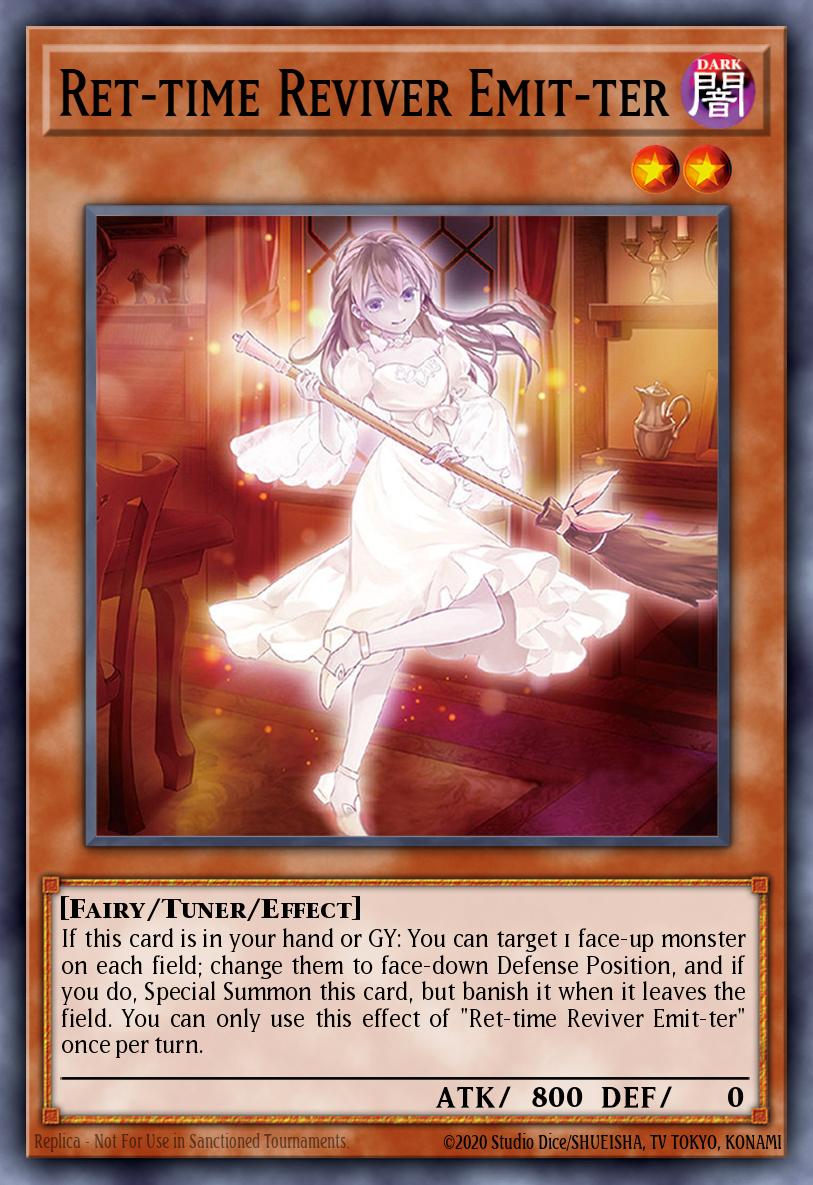 Ret-time Reviver Emit-ter
DARK
闇
[Fairy/Tuner/Effect]
If this card is in your hand or GY: You can target 1 face-up monster
on each field; change them to face-down Defense Position, and if
you do, Special Summon this card, but banish it when it leaves the
field. You can only use this effect of "Ret-time Reviver Emit-ter"
once per turn.
ATK/ 800 DEF/ 0
Replica - Not For Use in Sanctioned Tournaments.
©2020 Studio Dice/SHUEISHA, TV TOKYO, KONAMI